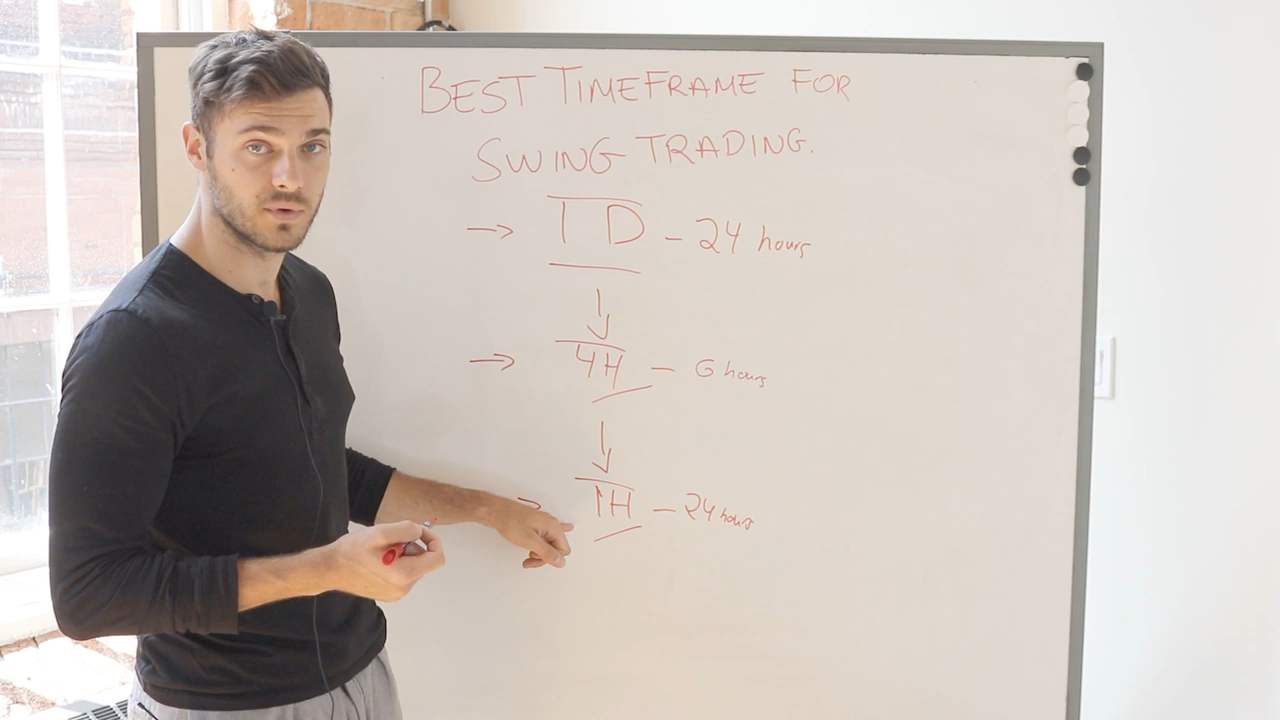 BEST TIMEFRAME FOR
SWING TRADING.
→ 1D - 24 hours
↓
→ 4H - 6 hours
↓
→ 1H - 24 hours